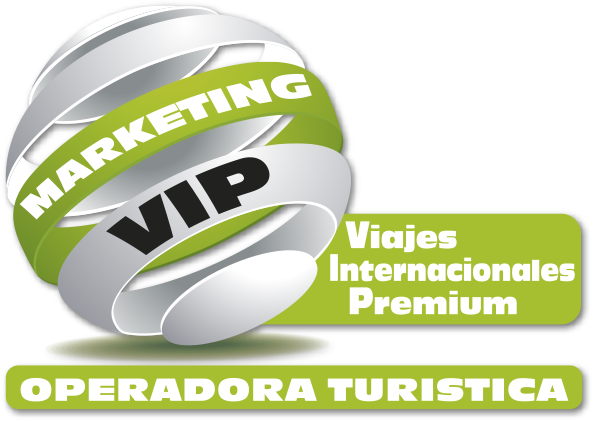 MARKETING
VIP
Viajes
Internacionales
Premium
OPERADORA TURISTICA